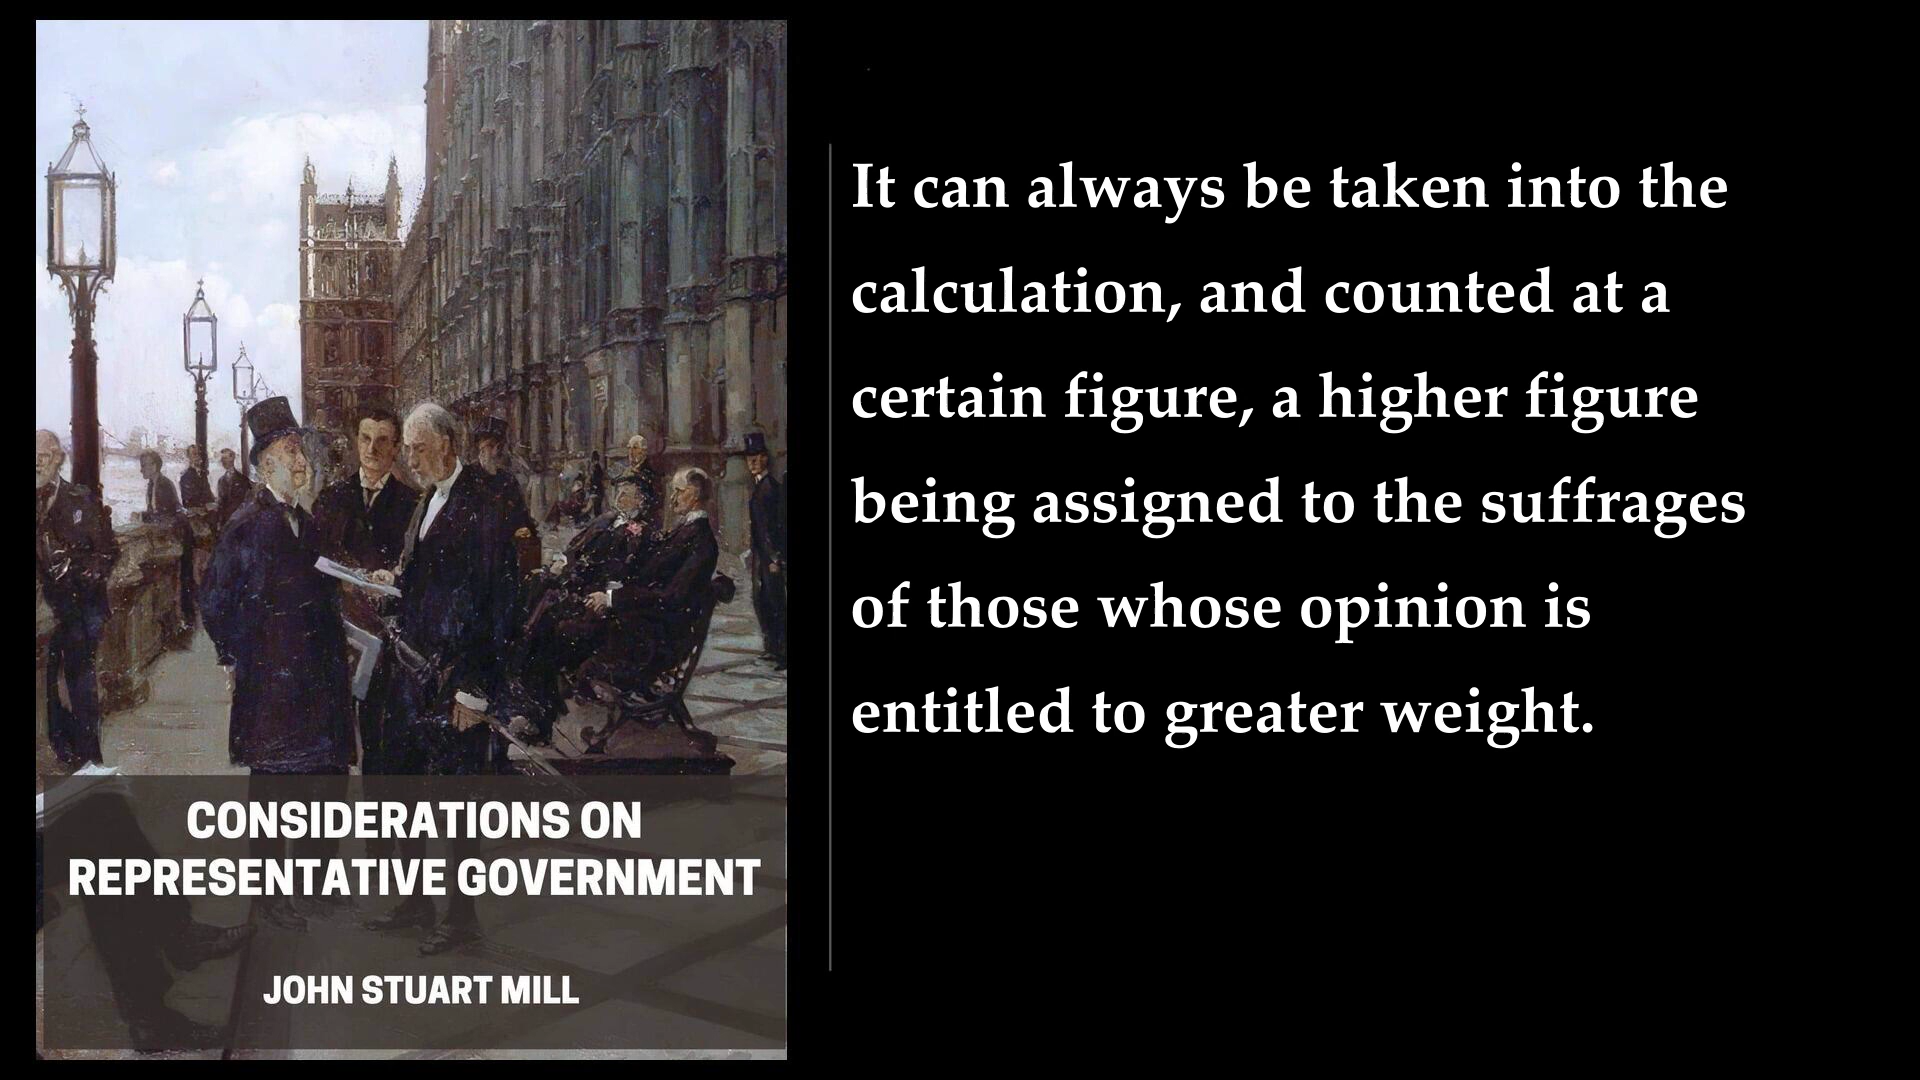 CONSIDERATIONS ON
REPRESENTATIVE GOVERNMENT
JOHN STUART MILL
It can always be taken into the
calculation, and counted at a
certain figure, a higher figure
being assigned to the suffrages
of those whose opinion is
entitled to greater weight.